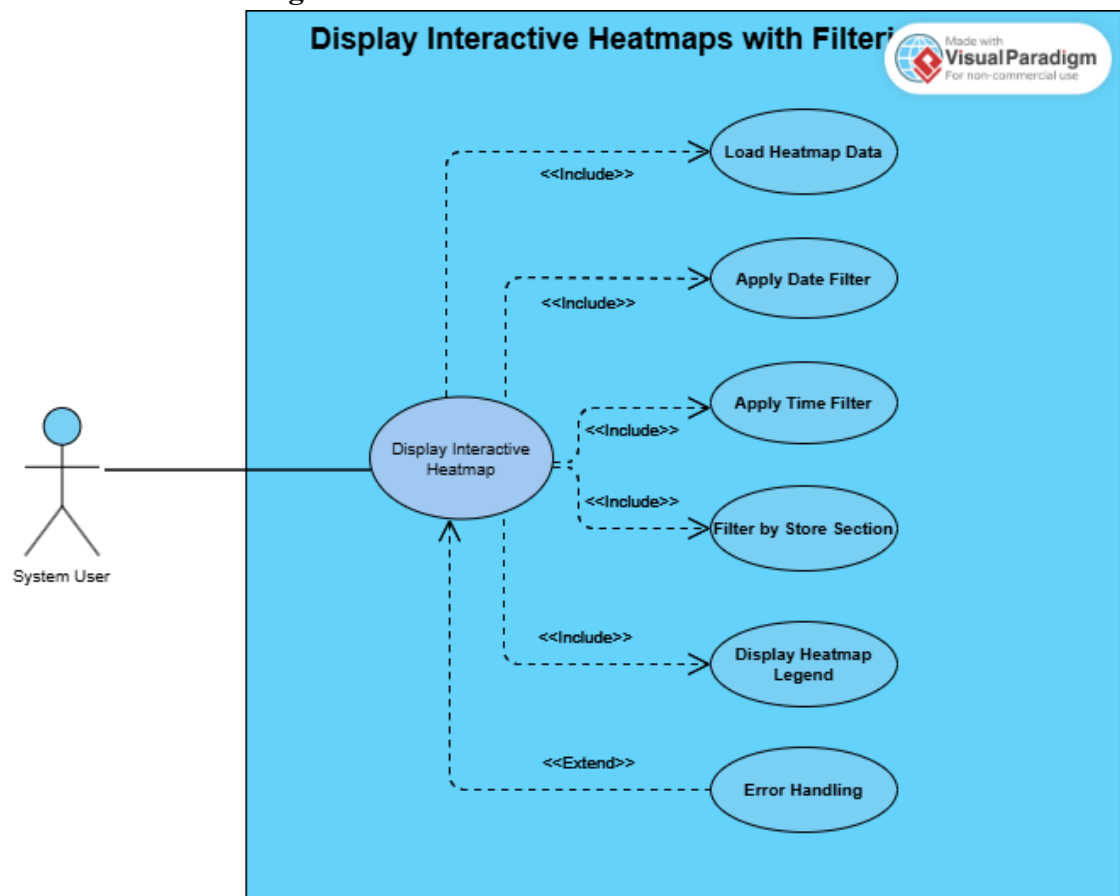 Display Interactive Heatmaps with Filteri
Made with
VisualParadigm
For non-commercial use
Load Heatmap Data
<<Include>>
Apply Date Filter
<<Include>>
Apply Time Filter
<<Include>>
Display Interactive
Heatmap
<<Include>>
Filter by Store Section
System User
<<Include>>
Display Heatmap
Legend
<<Extend>>
Error Handling